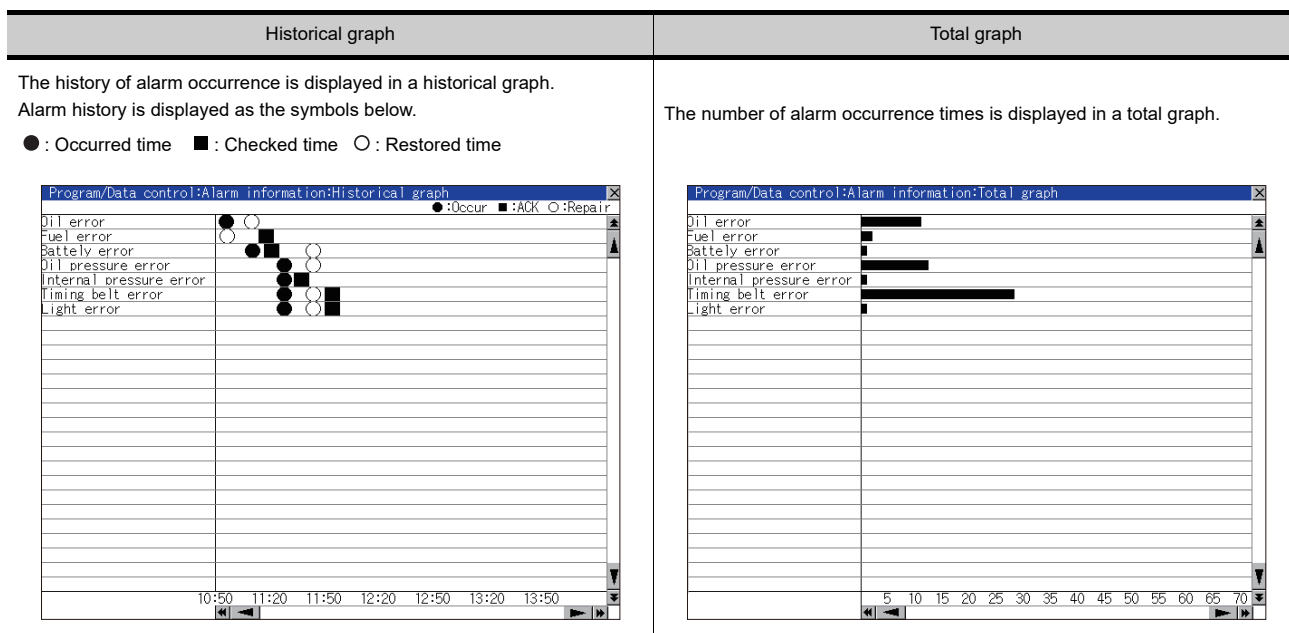 Historical graph
Total graph
The history of alarm occurrence is displayed in a historical graph.
Alarm history is displayed as the symbols below.
● : Occurred time ■ : Checked time ○ : Restored time
The number of alarm occurrence times is displayed in a total graph.
Program/Data control:Alarm information:Historical graph
●:Occur ■:ACK ○:Repair
Oil error
Fuel error
Battely error
Oil pressure error
Internal pressure error
Timing belt error
Light error
10:50 11:20 11:50 12:20 12:50 13:20 13:50
Program/Data control:Alarm information:Total graph
Oil error
Fuel error
Battely error
Oil pressure error
Internal pressure error
Timing belt error
Light error
5 10 15 20 25 30 35 40 45 50 55 60 65 70